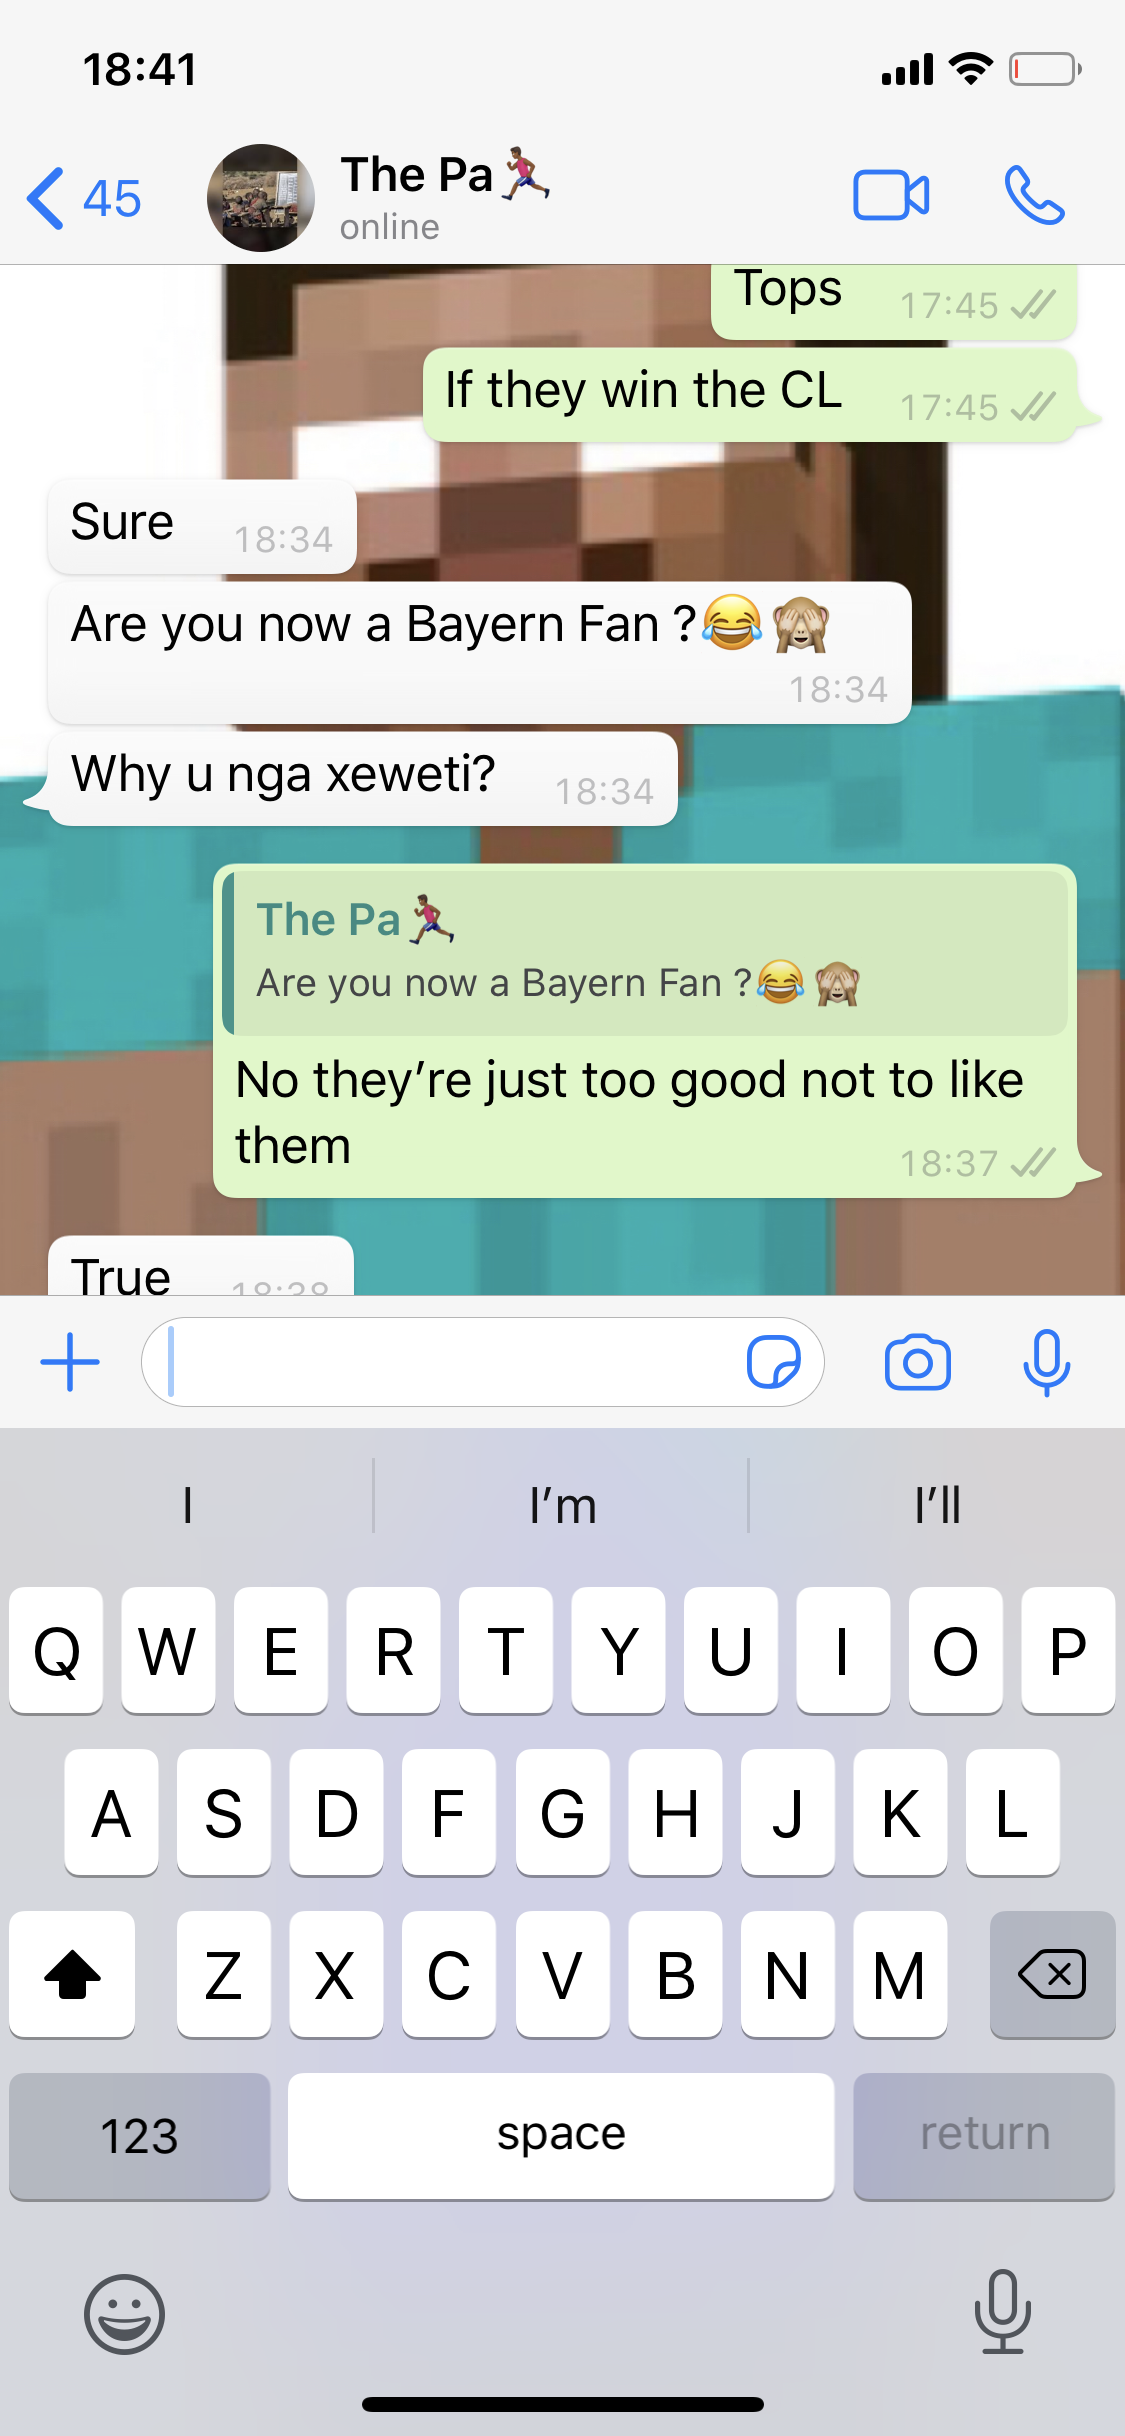 18:41
45
The Pa🏃🏾‍♂️
online
Tops
17:45
If they win the CL
17:45
Sure
18:34
Are you now a Bayern Fan ?😂🙈
18:34
Why u nga xeweti?
18:34
The Pa🏃🏾‍♂️
Are you now a Bayern Fan ?😂🙈
No they’re just too good not to like
them
18:37
True
18:38
I I’m I’ll
Q W E R T Y U I O P
A S D F G H J K L
Z X C V B N M
123 space return